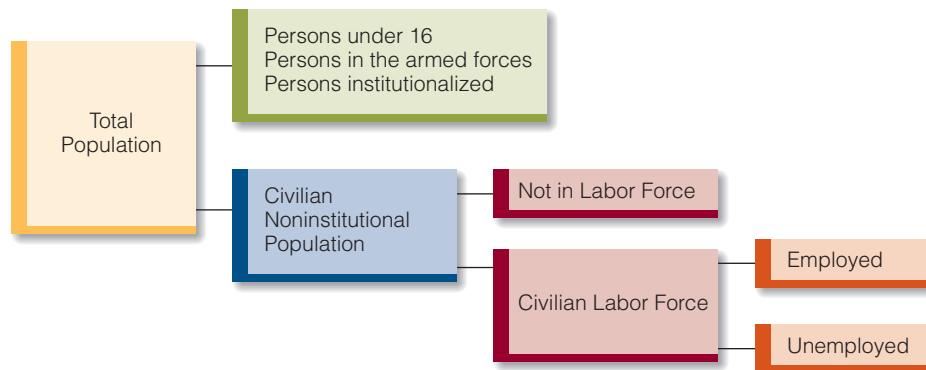 Total
Population
Persons under 16
Persons in the armed forces
Persons institutionalized
Civilian
Noninstitutional
Population
Not in Labor Force
Civilian Labor Force
Employed
Unemployed